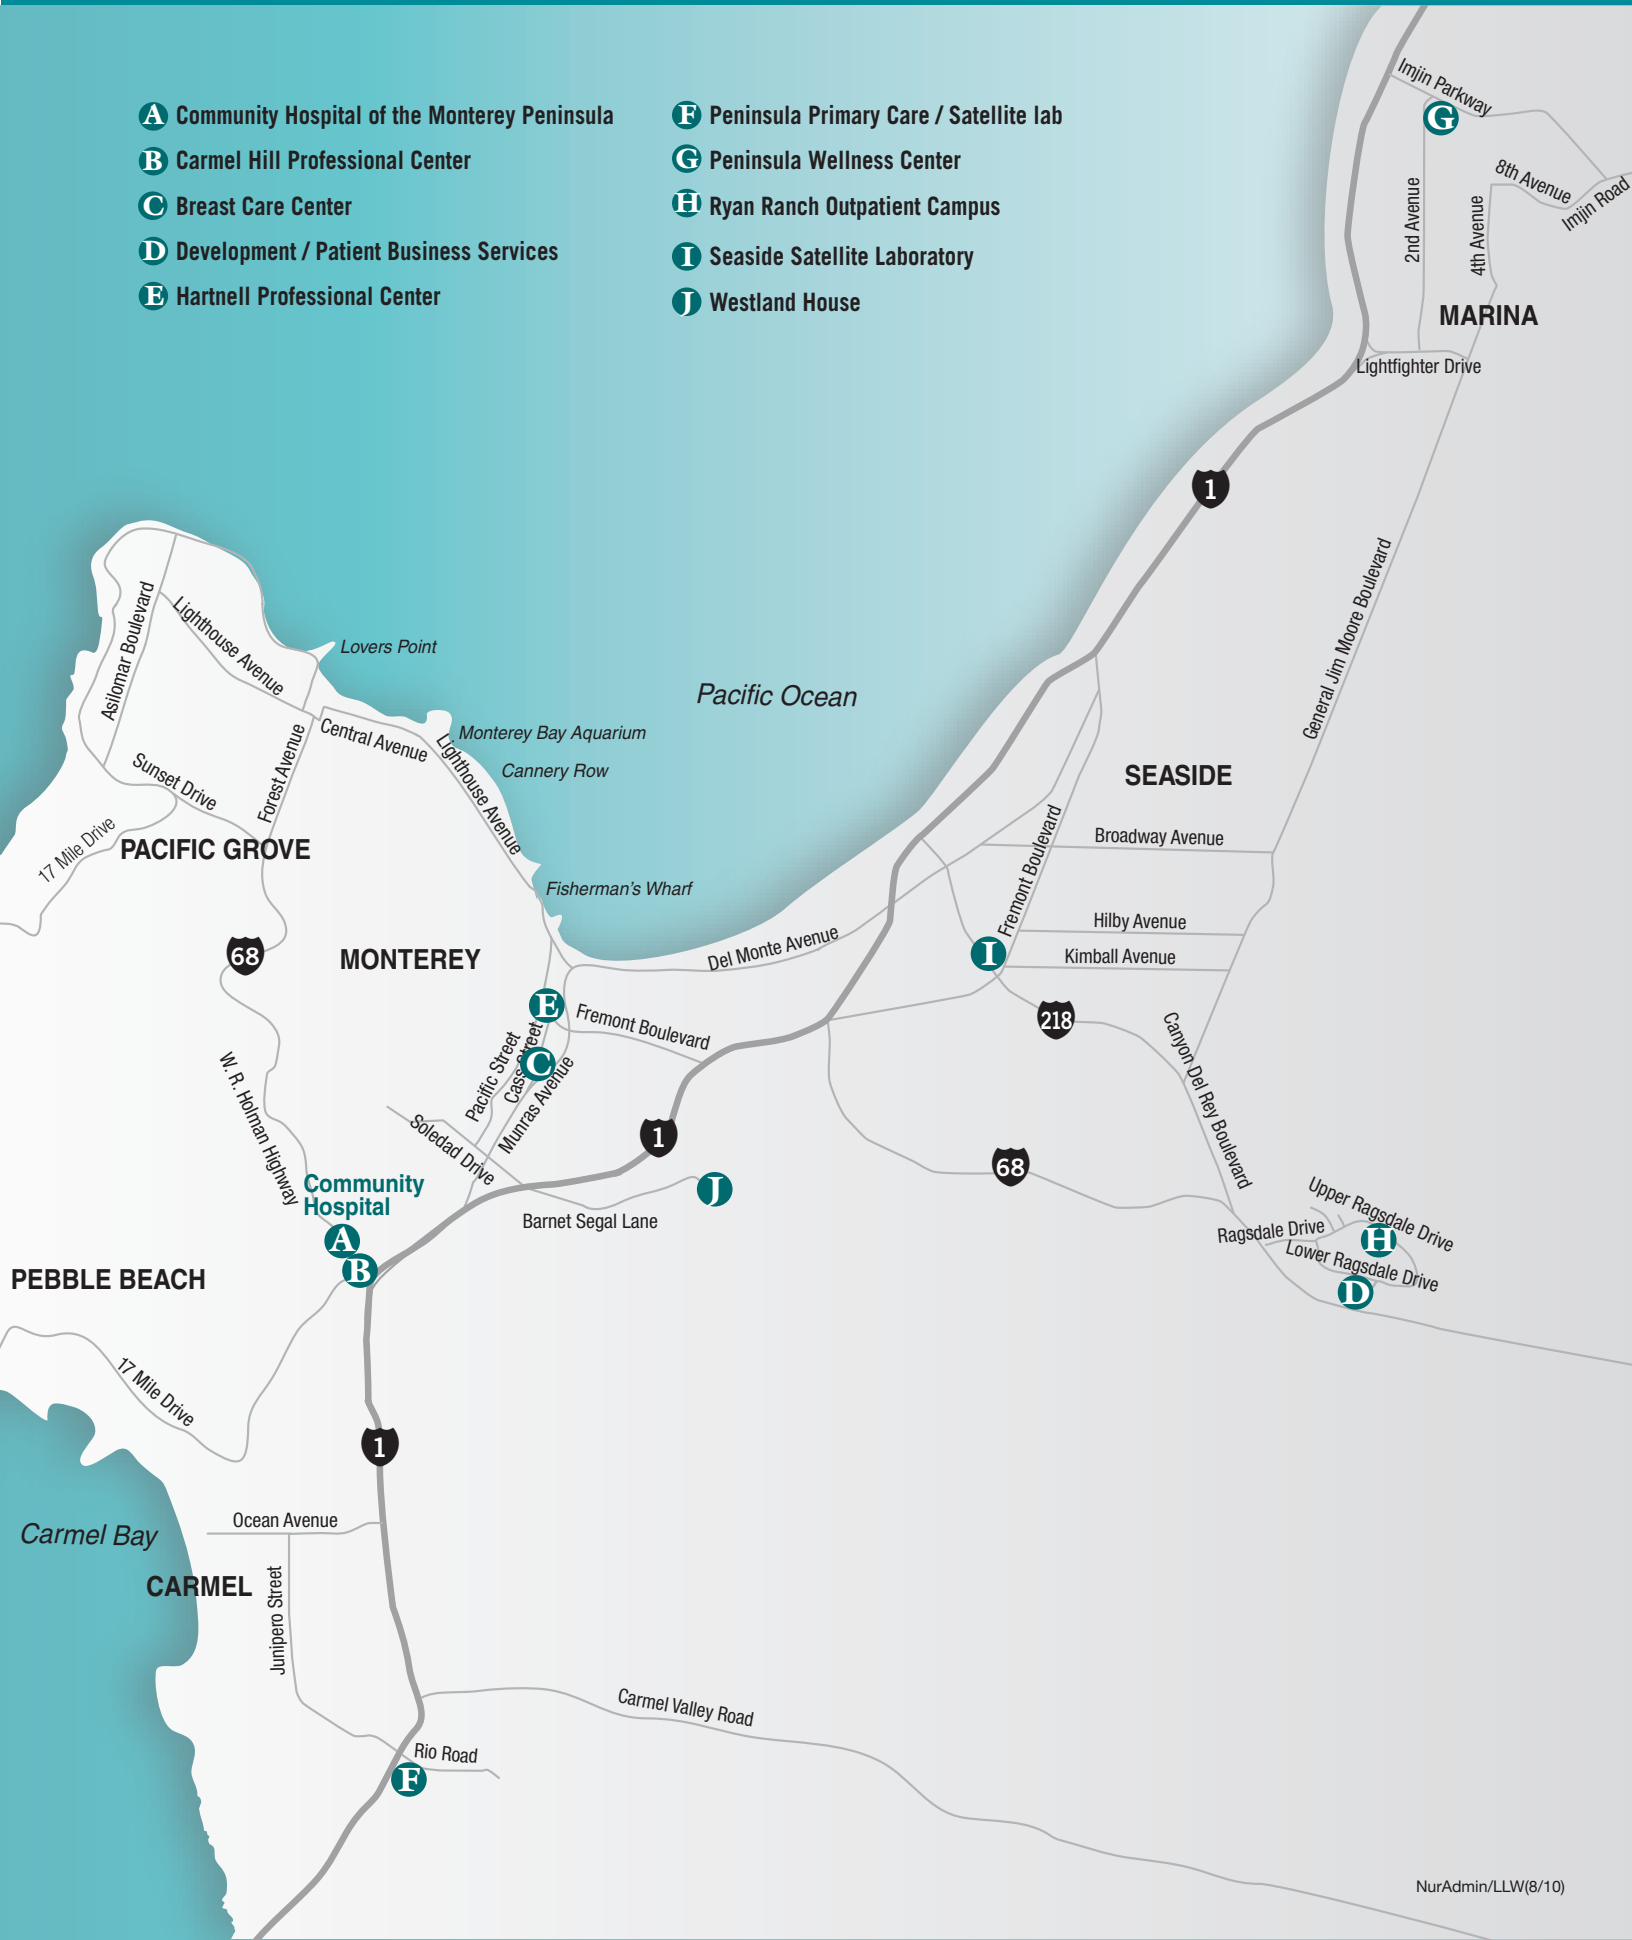 A Community Hospital of the Monterey Peninsula
B Carmel Hill Professional Center
C Breast Care Center
D Development / Patient Business Services
E Hartnell Professional Center
F Peninsula Primary Care / Satellite lab
G Peninsula Wellness Center
H Ryan Ranch Outpatient Campus
I Seaside Satellite Laboratory
J Westland House
Imjin Parkway
G
8th Avenue
Imjin Road
2nd Avenue
4th Avenue
MARINA
Lightfighter Drive
1
General Jim Moore Boulevard
Asilomar Boulevard
Lighthouse Avenue
Lovers Point
Pacific Ocean
Central Avenue
Monterey Bay Aquarium
Lighthouse Avenue
Cannery Row
Forest Avenue
Sunset Drive
17 Mile Drive
PACIFIC GROVE
SEASIDE
Broadway Avenue
Fremont Boulevard
Fisherman's Wharf
Hilby Avenue
Del Monte Avenue
Kimball Avenue
I
68
MONTEREY
E
Fremont Boulevard
218
Pacific Street
Cass Street
C
Munras Avenue
Canyon Del Rey Boulevard
W. R. Holman Highway
Soledad Drive
1
68
Community
Hospital
J
Barnet Segal Lane
A
B
Upper Ragsdale Drive
Ragsdale Drive
H
Lower Ragsdale Drive
D
PEBBLE BEACH
17 Mile Drive
1
Ocean Avenue
Carmel Bay
CARMEL
Junipero Street
Carmel Valley Road
Rio Road
F
NurAdmin/LLW(8/10)